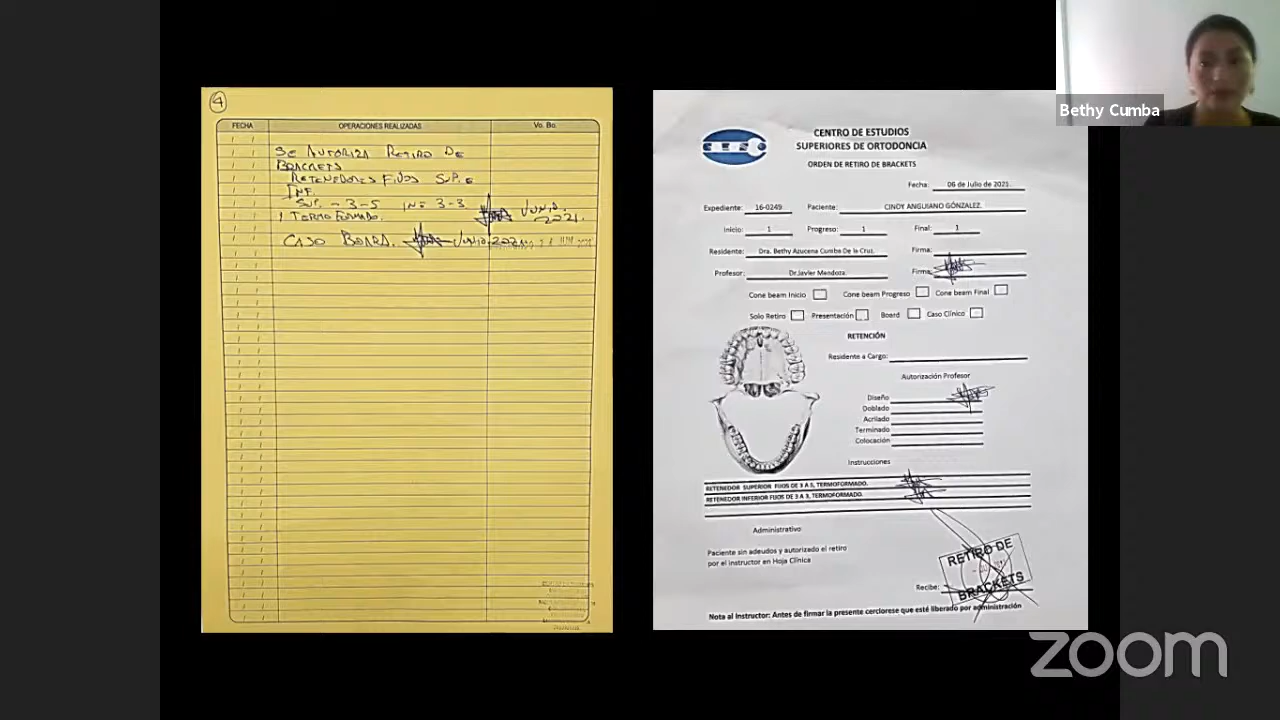 Bethy Cumba
4
FECHA OPERACIONES REALIZADAS Vo. Bo.
SE AUTORIZA RETIRO DE
BRACKETS
RETENEDORES FIJOS SUP. E
INF.
SUP. - 3-5 INF 3-3
JUNIO
1 TERMOFORMADO. 2021.
CASO BOARD. JUNIO, 2021
CESO
CENTRO DE ESTUDIOS
SUPERIORES DE ORTODONCIA
ORDEN DE RETIRO DE BRACKETS
Fecha: 06 de Julio de 2021
Expediente: 16-0249 Paciente: CINDY ANGUIANO GÓNZALEZ.
Inicio: 1 Progreso: 1 Final: 1
Residente: Dra. Bethy Azucena Cumba De la Cruz. Firma:
Profesor: Dr.Javier Mendoza. Firma:
Cone beam Inicio Cone beam Progreso Cone beam Final
Solo Retiro Presentación Board Caso Clínico
RETENCIÓN
Residente a Cargo:
Autorización Profesor
Diseño
Doblado
Acrilado
Terminado
Colocación
Instrucciones
RETENEDOR SUPERIOR FIJOS DE 3 A 5, TERMOFORMADO.
RETENEDOR INFERIOR FIJOS DE 3 A 3, TERMOFORMADO.
Administrativo
Paciente sin adeudos y autorizado el retiro
por el instructor en Hoja Clínica
RETIRO DE
BRACKETS
Recibe:
Nota al Instructor: Antes de firmar la presente cerclorese que esté liberado por administración
zoom